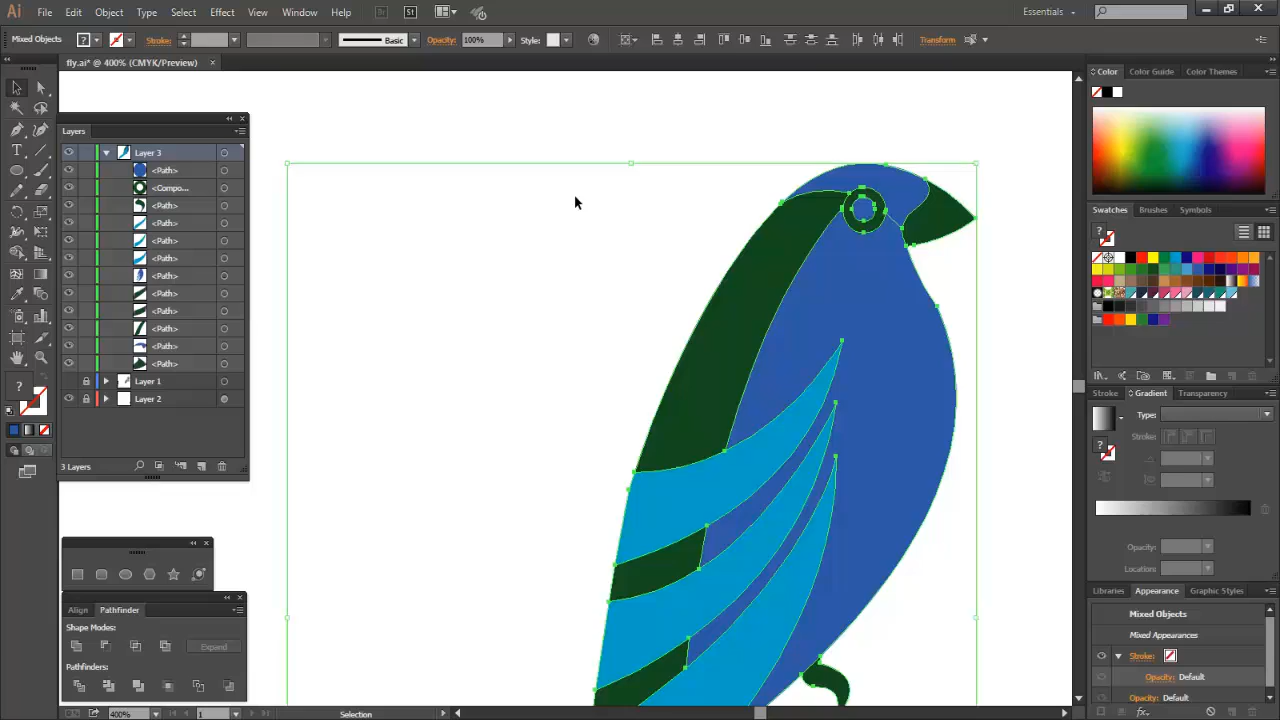 Ai File Edit Object Type Select Effect View Window Help Br St Essentials
Mixed Objects Stroke: Basic Opacity: 100% Style: Transform
fly.ai* @ 400% (CMYK/Preview) ×
Layers
Layer 3
<Path>
<Compo...
<Path>
<Path>
<Path>
<Path>
<Path>
<Path>
<Path>
<Path>
<Path>
<Path>
Layer 1
Layer 2
3 Layers
Align Pathfinder
Shape Modes:
Expand
Pathfinders:
400% 1 Selection
Color Color Guide Color Themes
Swatches Brushes Symbols
Stroke Gradient Transparency
Type:
Stroke:
Opacity:
Location:
Libraries Appearance Graphic Styles
Mixed Objects
Mixed Appearances
Stroke:
Opacity: Default
Opacity: Default
fx